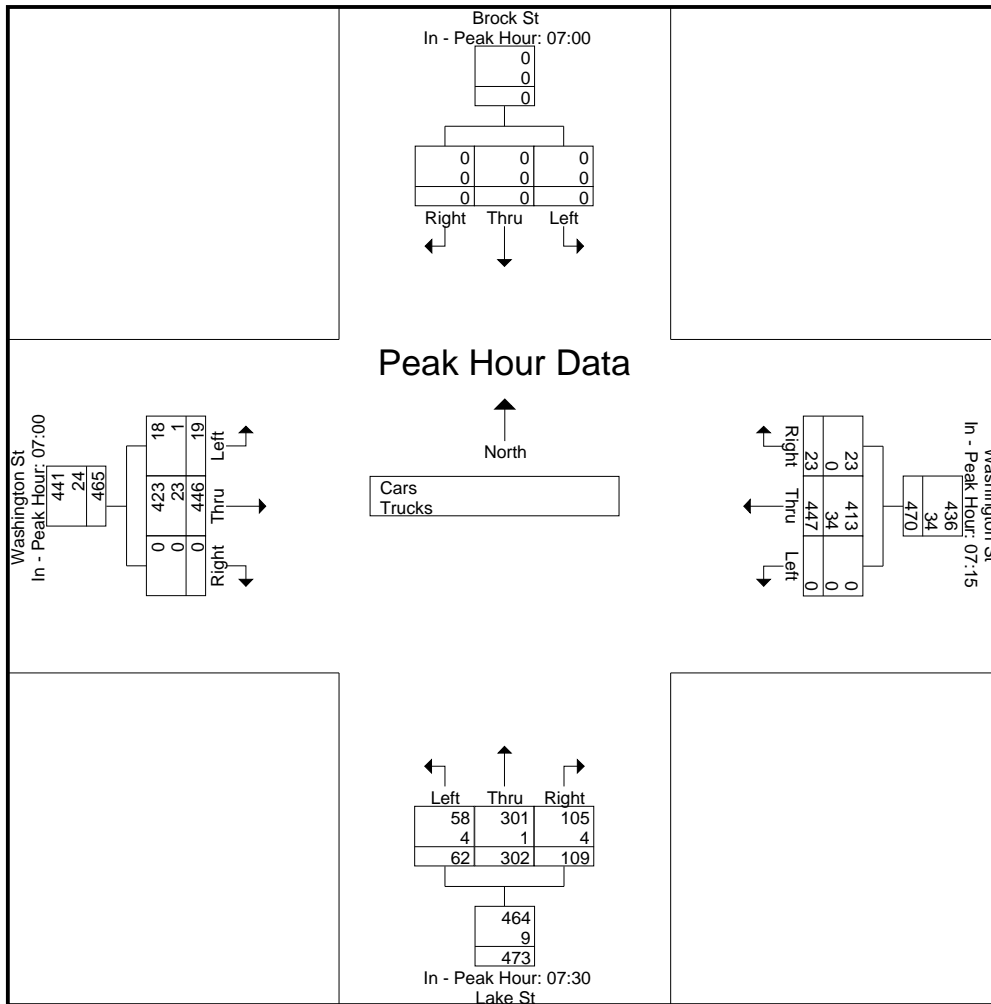 Brock St
In - Peak Hour: 07:00
0
0
0
0 0 0
0 0 0
0 0 0
Right Thru Left
Peak Hour Data
North
Cars
Trucks
Washington St
In - Peak Hour: 07:00
441
24
465
18 1 19 Left
423 23 446 Thru
0 0 0 Right
Right 23 0 23
Thru 447 34 413
Left 0 0 0
436
34
470
In - Peak Hour: 07:15
Washington St
Left Thru Right
58 301 105
4 1 4
62 302 109
464
9
473
In - Peak Hour: 07:30
Lake St